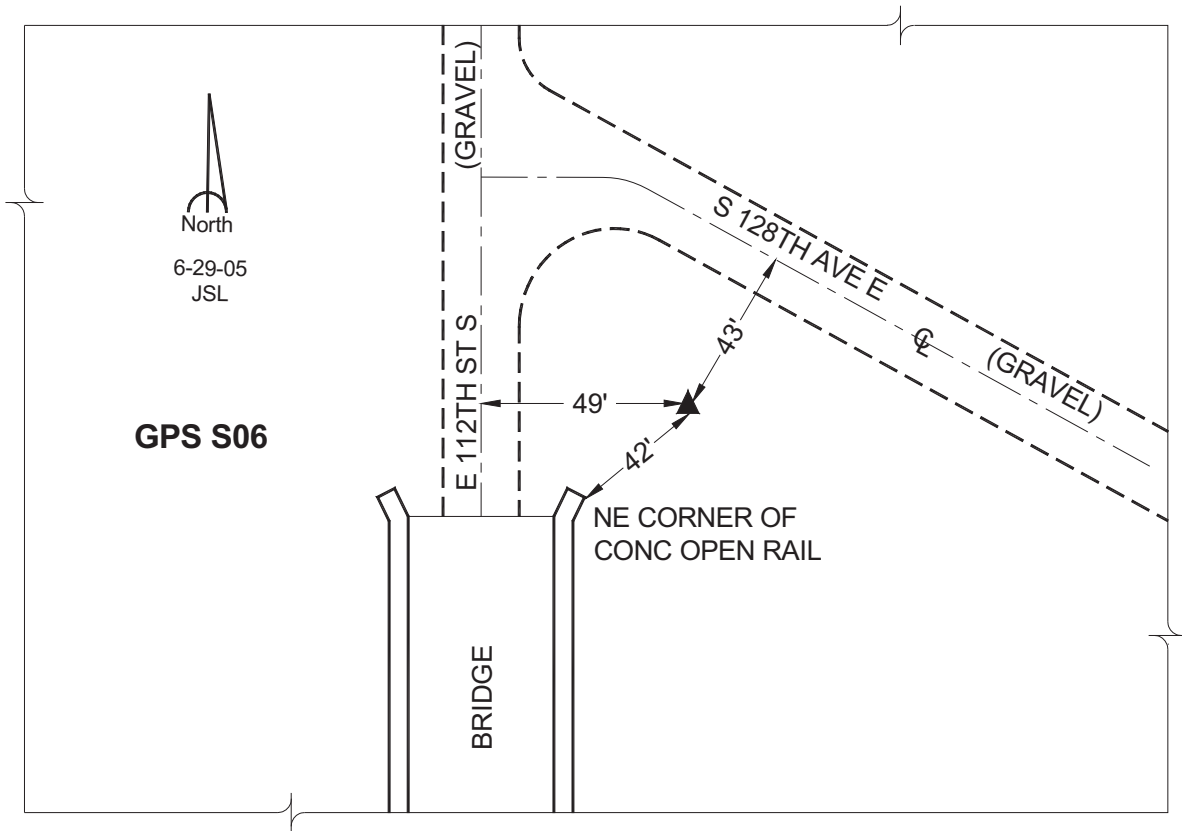 North
6-29-05
JSL
GPS S06
E 112TH ST S (GRAVEL)
S 128TH AVE E (GRAVEL)
℄
43'
49'
42'
NE CORNER OF
CONC OPEN RAIL
BRIDGE